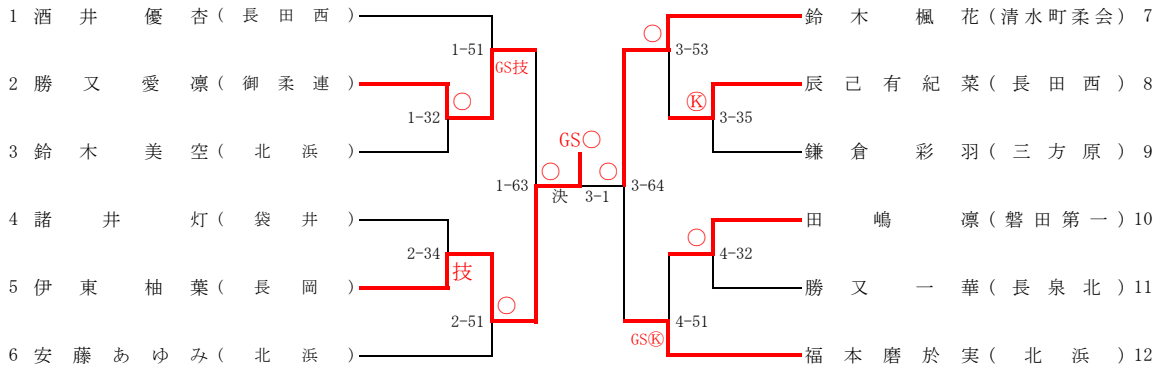 1 酒井優杏(長田西)
鈴木楓花(清水町柔会) 7
〇
1-51
3-53
GS技
2 勝又愛凛(御柔連)
辰己有紀菜(長田西) 8
〇
Ⓚ
1-32
3-35
GS〇
3 鈴木美空(北浜)
鎌倉彩羽(三方原) 9
〇
〇
1-63
決 3-1
3-64
4 諸井灯(袋井)
田嶋凛(磐田第一) 10
〇
2-34
4-32
技
5 伊東柚葉(長岡)
勝又一華(長泉北) 11
〇
2-51
4-51
GSⓀ
6 安藤あゆみ(北浜)
福本磨於実(北浜) 12